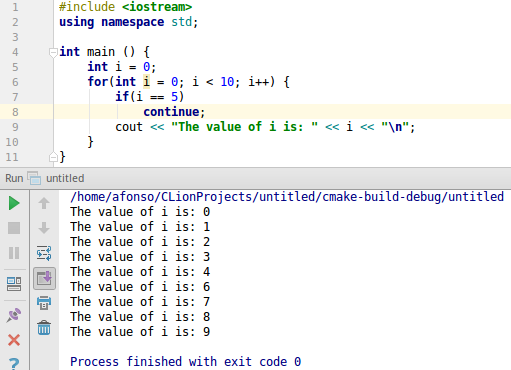 1 #include <iostream>
2 using namespace std;
3
4 int main () {
5     int i = 0;
6     for(int i = 0; i < 10; i++) {
7         if(i == 5)
8             continue;
9         cout << "The value of i is: " << i << "\n";
10     }
11 }
Run untitled
/home/afonso/CLionProjects/untitled/cmake-build-debug/untitled
The value of i is: 0
The value of i is: 1
The value of i is: 2
The value of i is: 3
The value of i is: 4
The value of i is: 6
The value of i is: 7
The value of i is: 8
The value of i is: 9
Process finished with exit code 0